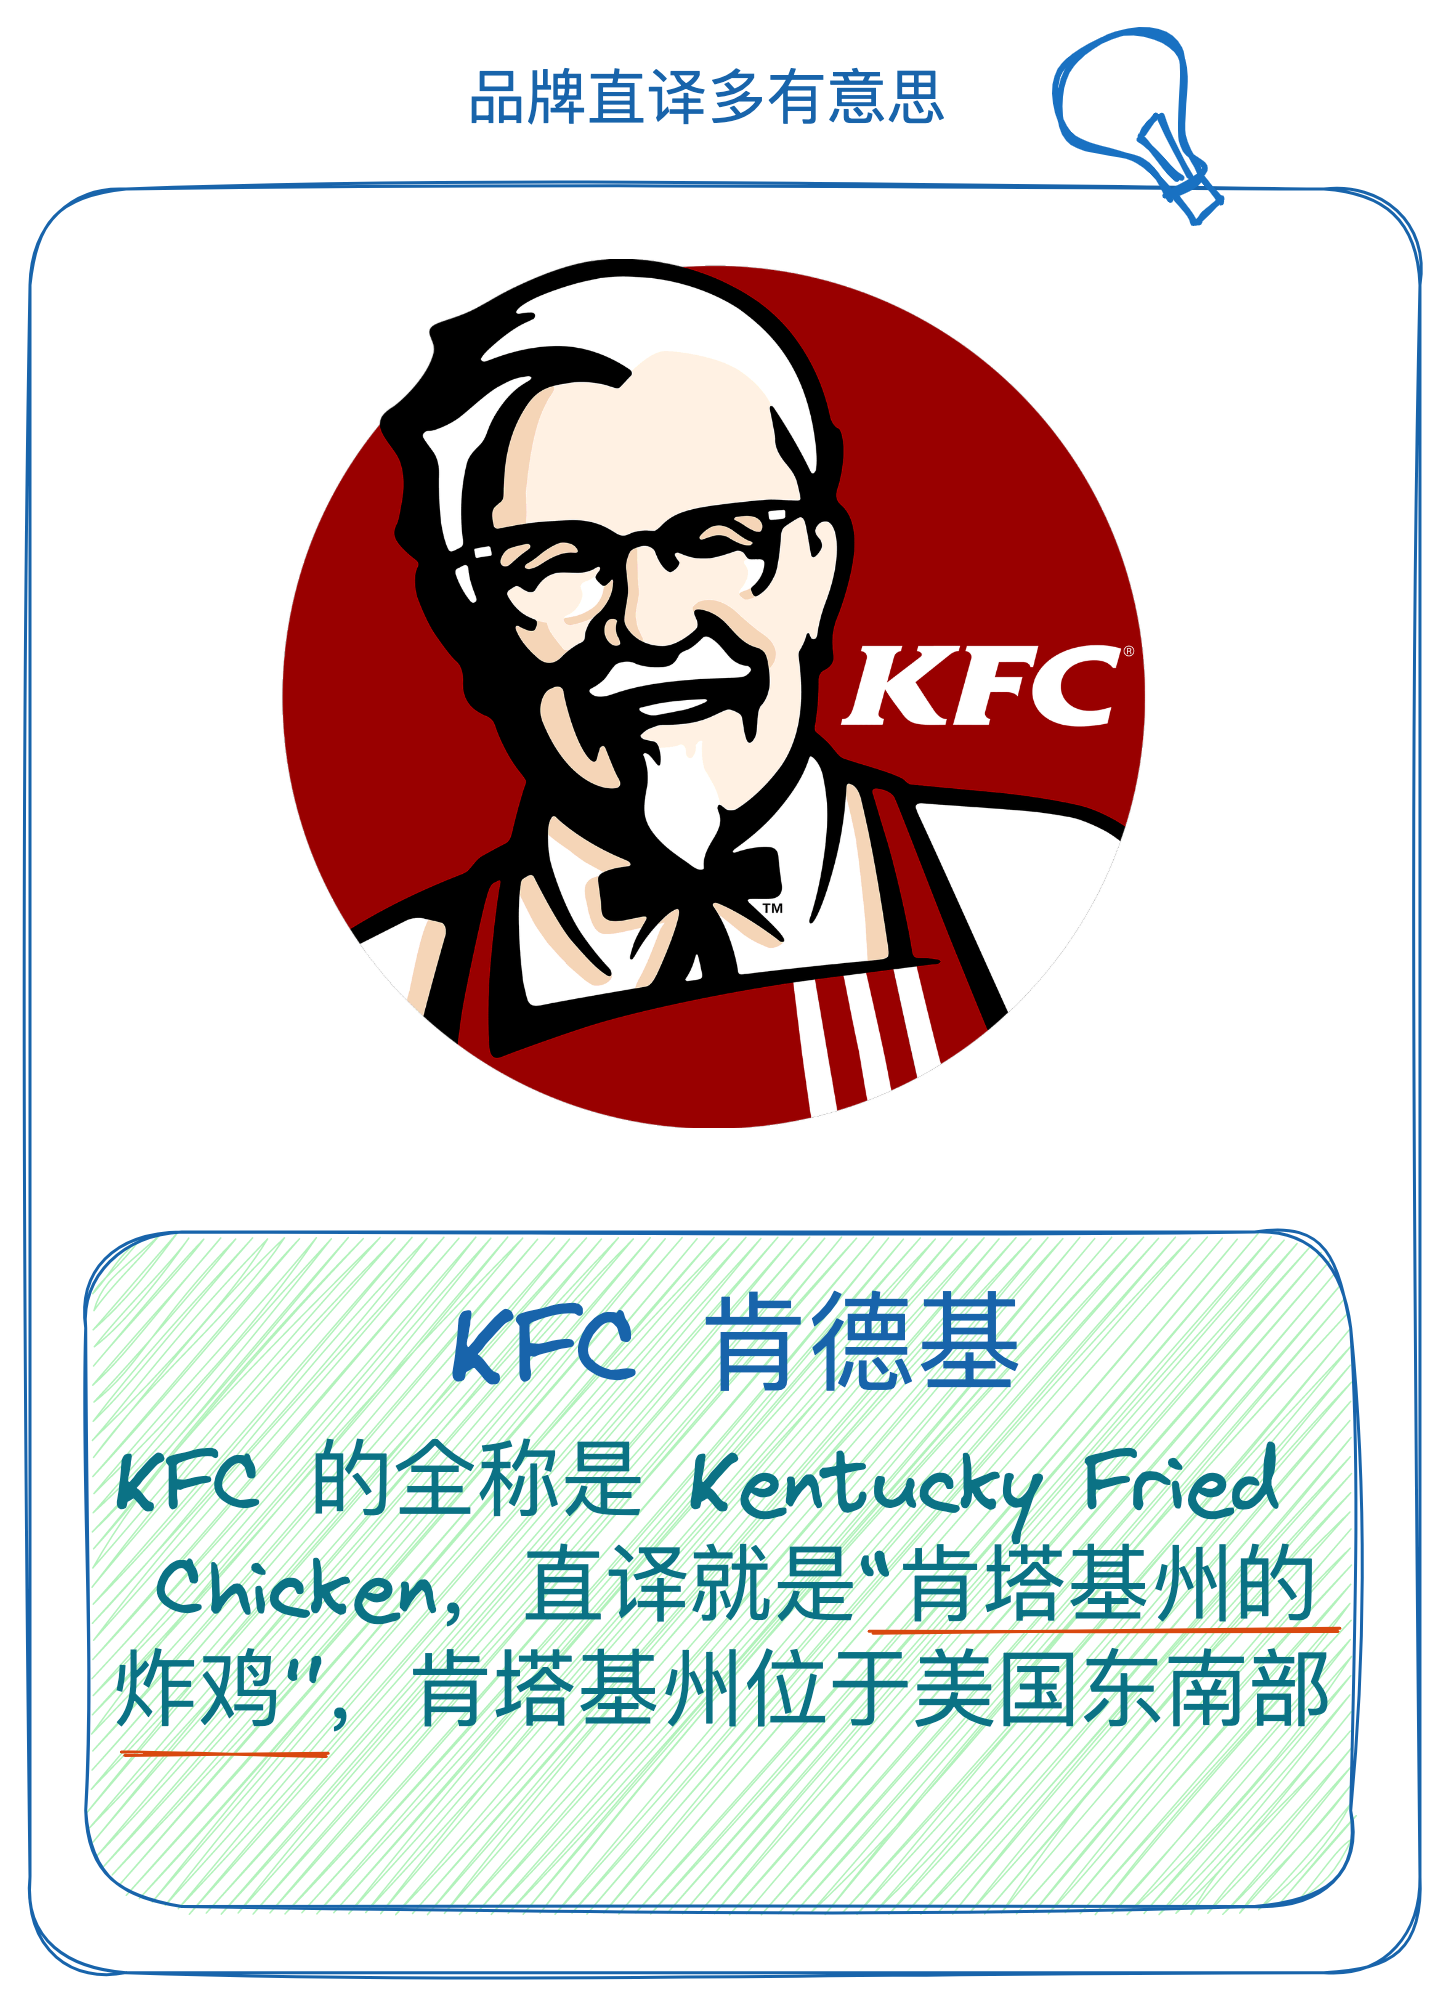 品牌直译多有意思
KFC®
TM
KFC 肯德基
KFC 的全称是 Kentucky Fried
Chicken，直译就是“肯塔基州的
炸鸡”，肯塔基州位于美国东南部